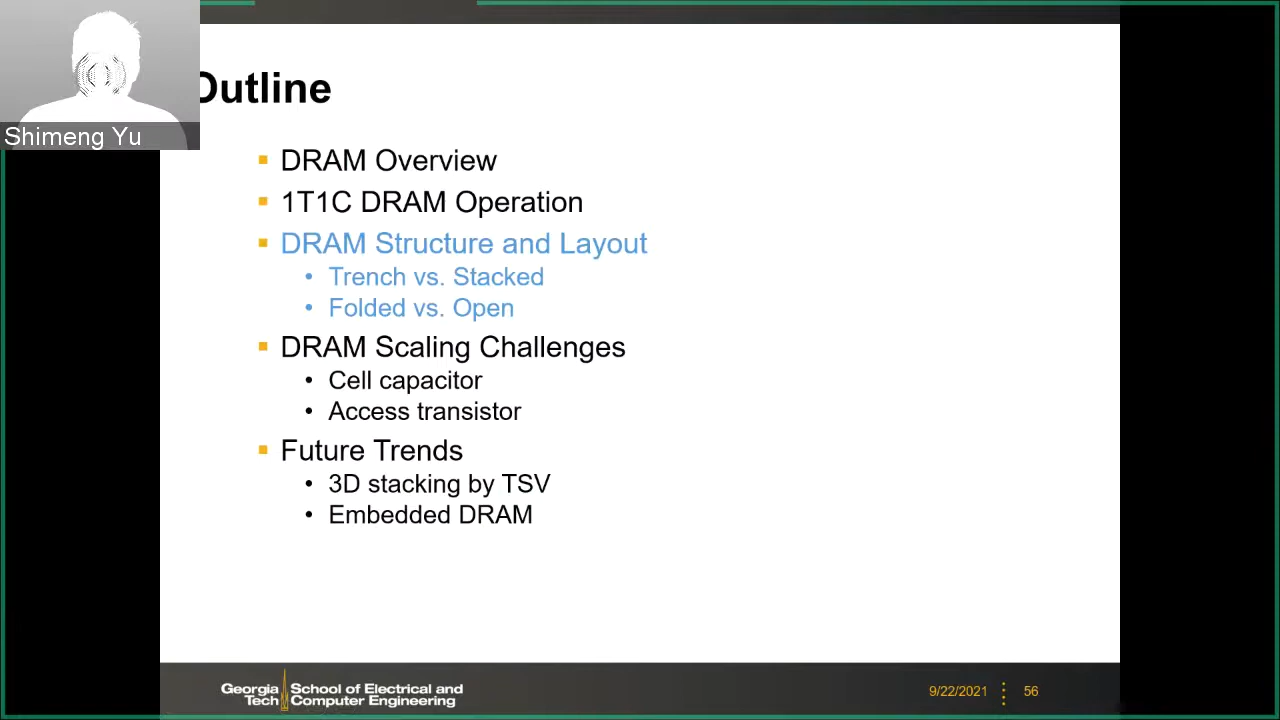 Shimeng Yu
Outline
DRAM Overview
1T1C DRAM Operation
DRAM Structure and Layout
Trench vs. Stacked
Folded vs. Open
DRAM Scaling Challenges
Cell capacitor
Access transistor
Future Trends
3D stacking by TSV
Embedded DRAM
Georgia Tech School of Electrical and Computer Engineering
9/22/2021 56